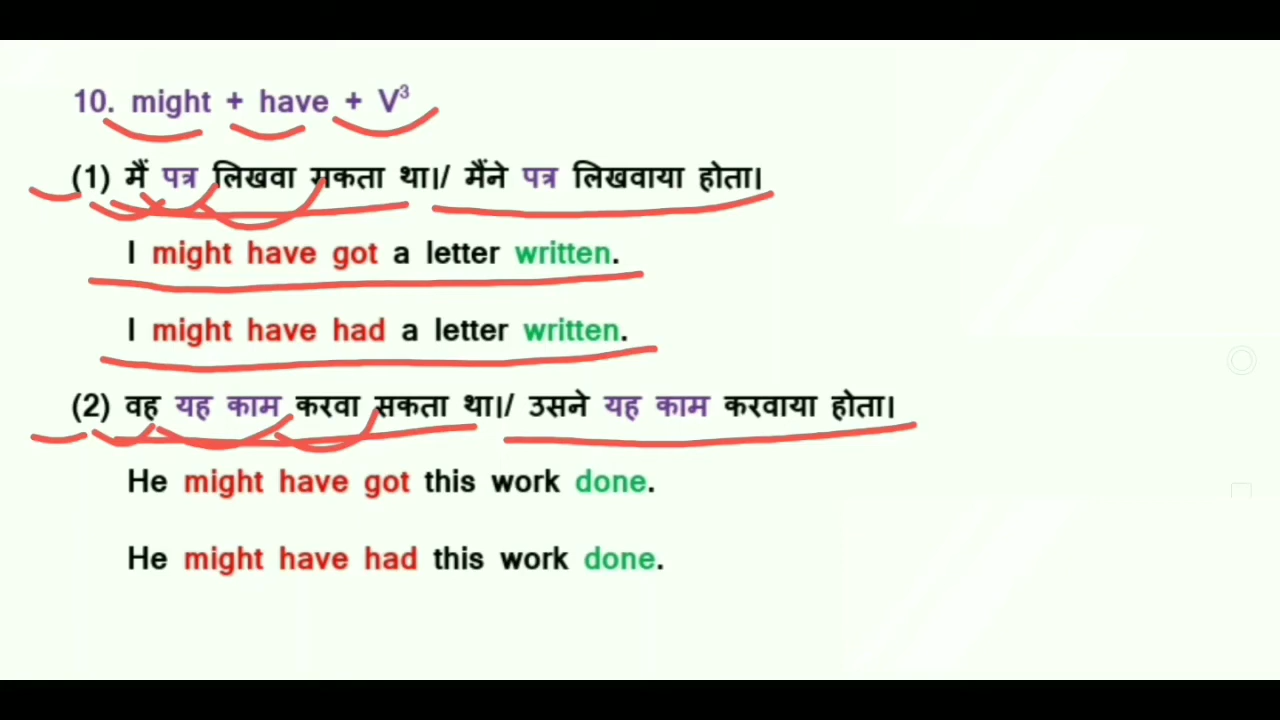 10. might + have + V³
(1) मैं पत्र लिखवा सकता था।/ मैंने पत्र लिखवाया होता।
I might have got a letter written.
I might have had a letter written.
(2) वह यह काम करवा सकता था।/ उसने यह काम करवाया होता।
He might have got this work done.
He might have had this work done.